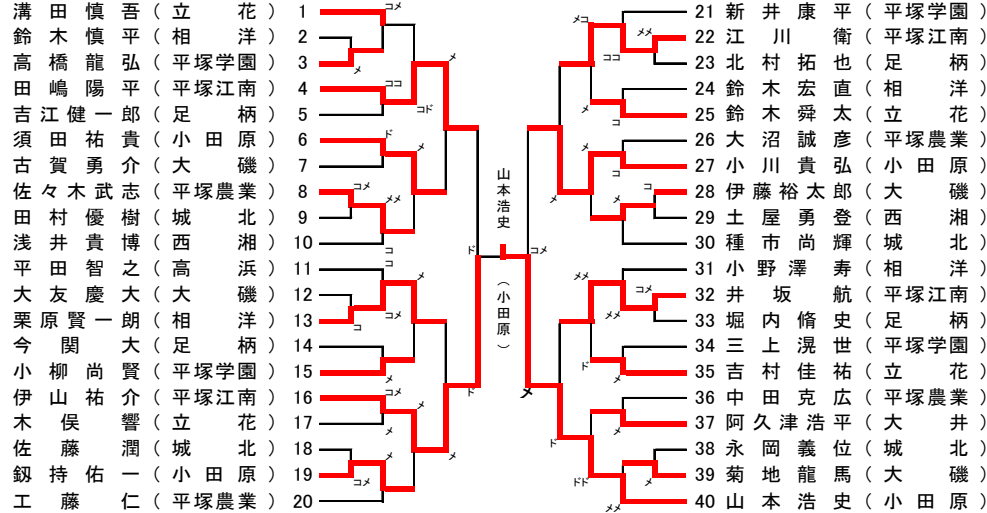 溝田慎吾（立花） 1
鈴木慎平（相洋） 2
高橋龍弘（平塚学園） 3
田嶋陽平（平塚江南） 4
吉江健一郎（足柄） 5
須田祐貴（小田原） 6
古賀勇介（大磯） 7
佐々木武志（平塚農業） 8
田村優樹（城北） 9
浅井貴博（西湘） 10
平田智之（高浜） 11
大友慶大（大磯） 12
栗原賢一朗（相洋） 13
今関大（足柄） 14
小柳尚賢（平塚学園） 15
伊山祐介（平塚江南） 16
木俣響（立花） 17
佐藤潤（城北） 18
釼持佑一（小田原） 19
工藤仁（平塚農業） 20
コメ
メ
ココ
コド
メ
ド
メ
コメ
メメ
コ
コ
メ
コメ
コ
メ
コメ
メ
メ
メ
コメ
メ
ド
ド
山本浩史（小田原）
コメ
メ
ド
メコ
メメ
ココ
メ
コ
メ
コ
コ
メ
メメ
コメ
メメ
ド
メ
メ
ド
メ
ドド
メメ
21 新井康平（平塚学園）
22 江川衛（平塚江南）
23 北村拓也（足柄）
24 鈴木宏直（相洋）
25 鈴木舜太（立花）
26 大沼誠彦（平塚農業）
27 小川貴弘（小田原）
28 伊藤裕太郎（大磯）
29 土屋勇登（西湘）
30 種市尚輝（城北）
31 小野澤寿（相洋）
32 井坂航（平塚江南）
33 堀内脩史（足柄）
34 三上滉世（平塚学園）
35 吉村佳祐（立花）
36 中田克広（平塚農業）
37 阿久津浩平（大井）
38 永岡義位（城北）
39 菊地龍馬（大磯）
40 山本浩史（小田原）